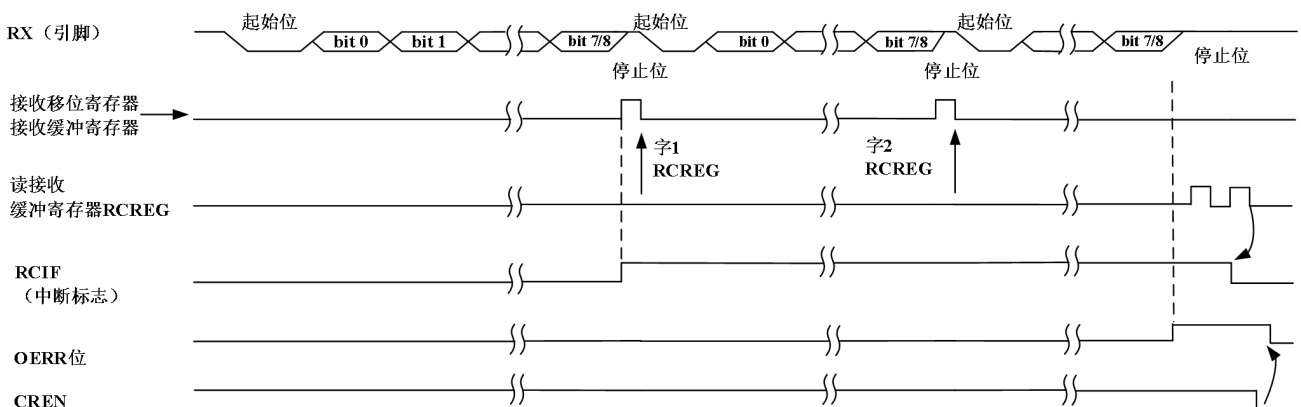 RX（引脚）
起始位
bit 0
bit 1
bit 7/8
起始位
bit 0
bit 7/8
起始位
bit 7/8
停止位
停止位
停止位
接收移位寄存器
接收缓冲寄存器
字1
RCREG
字2
RCREG
读接收
缓冲寄存器RCREG
RCIF
（中断标志）
OERR位
CREN